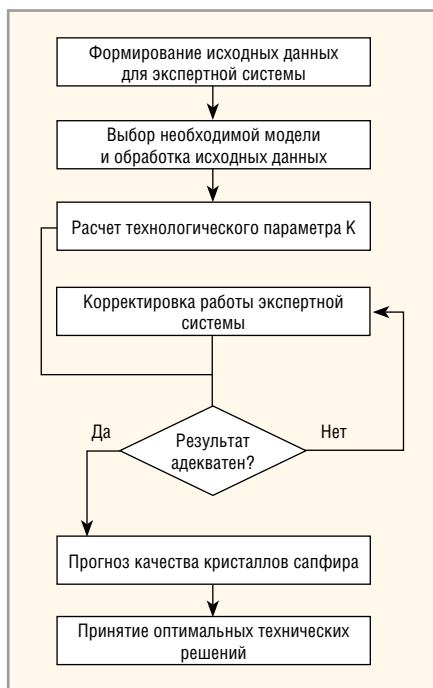 Формирование исходных данных
для экспертной системы
Выбор необходимой модели
и обработка исходных данных
Расчет технологического параметра К
Корректировка работы экспертной
системы
Да
Результат
адекватен?
Нет
Прогноз качества кристаллов сапфира
Принятие оптимальных технических
решений